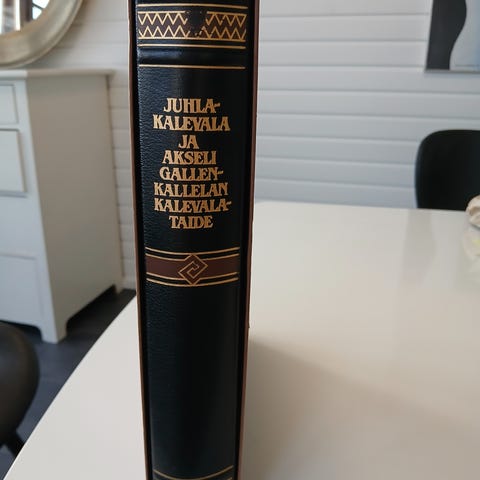 JUHLA-
KALEVALA
JA
AKSELI
GALLEN-
KALLELAN
KALEVALA-
TAIDE